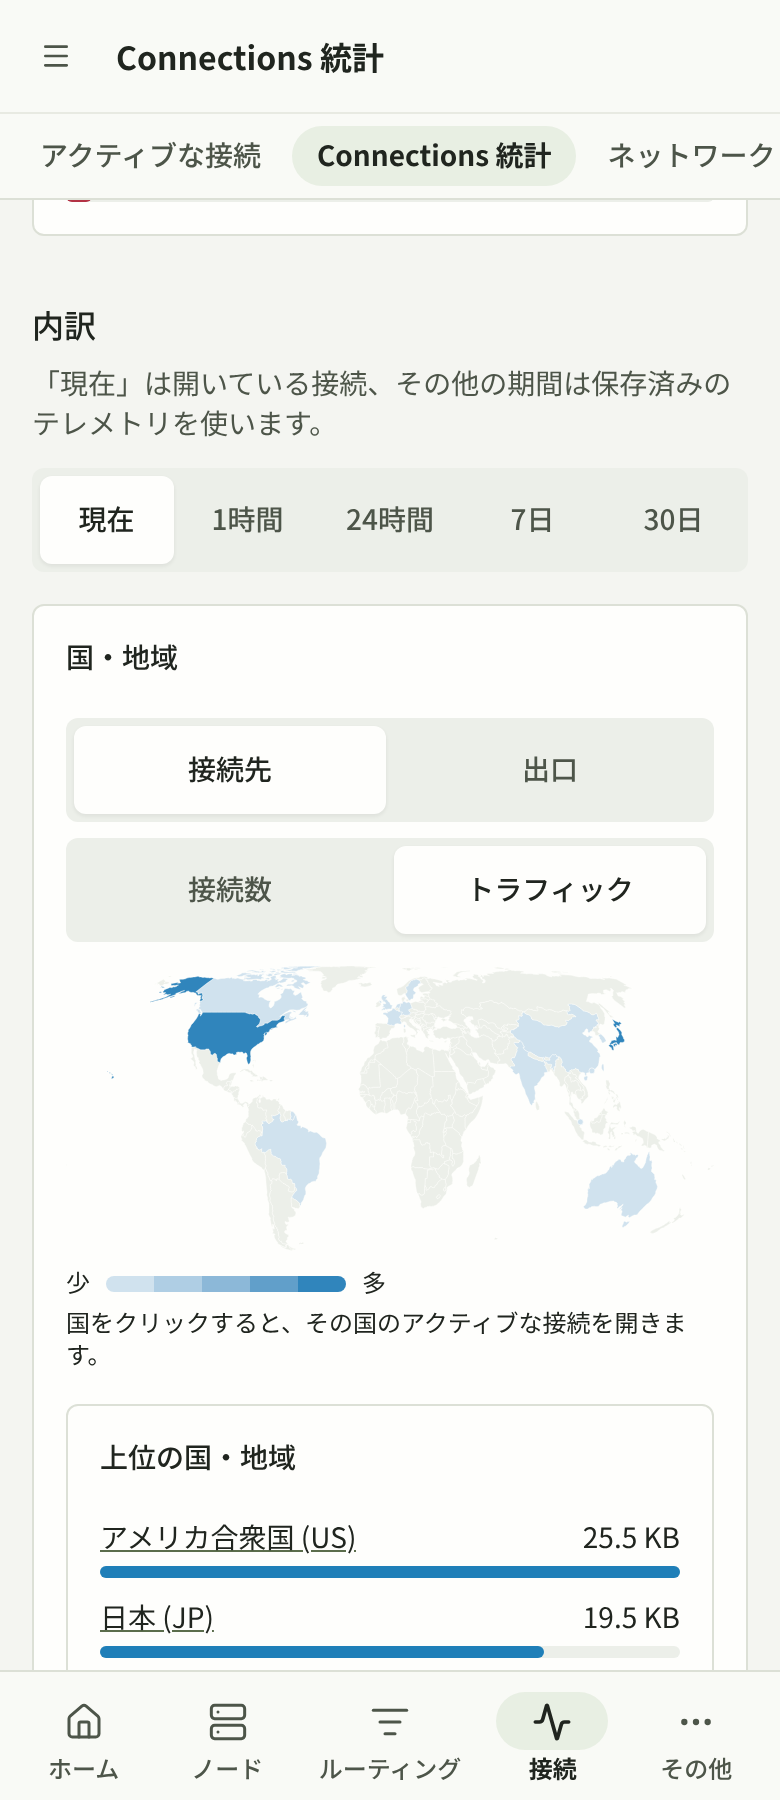 Connections 統計
アクティブな接続
Connections 統計
ネットワーク
内訳
「現在」は開いている接続、その他の期間は保存済みの
テレメトリを使います。
現在
1時間
24時間
7日
30日
国・地域
接続先
出口
接続数
トラフィック
少
多
国をクリックすると、その国のアクティブな接続を開きま
す。
上位の国・地域
アメリカ合衆国 (US)
25.5 KB
日本 (JP)
19.5 KB
ホーム
ノード
ルーティング
接続
その他